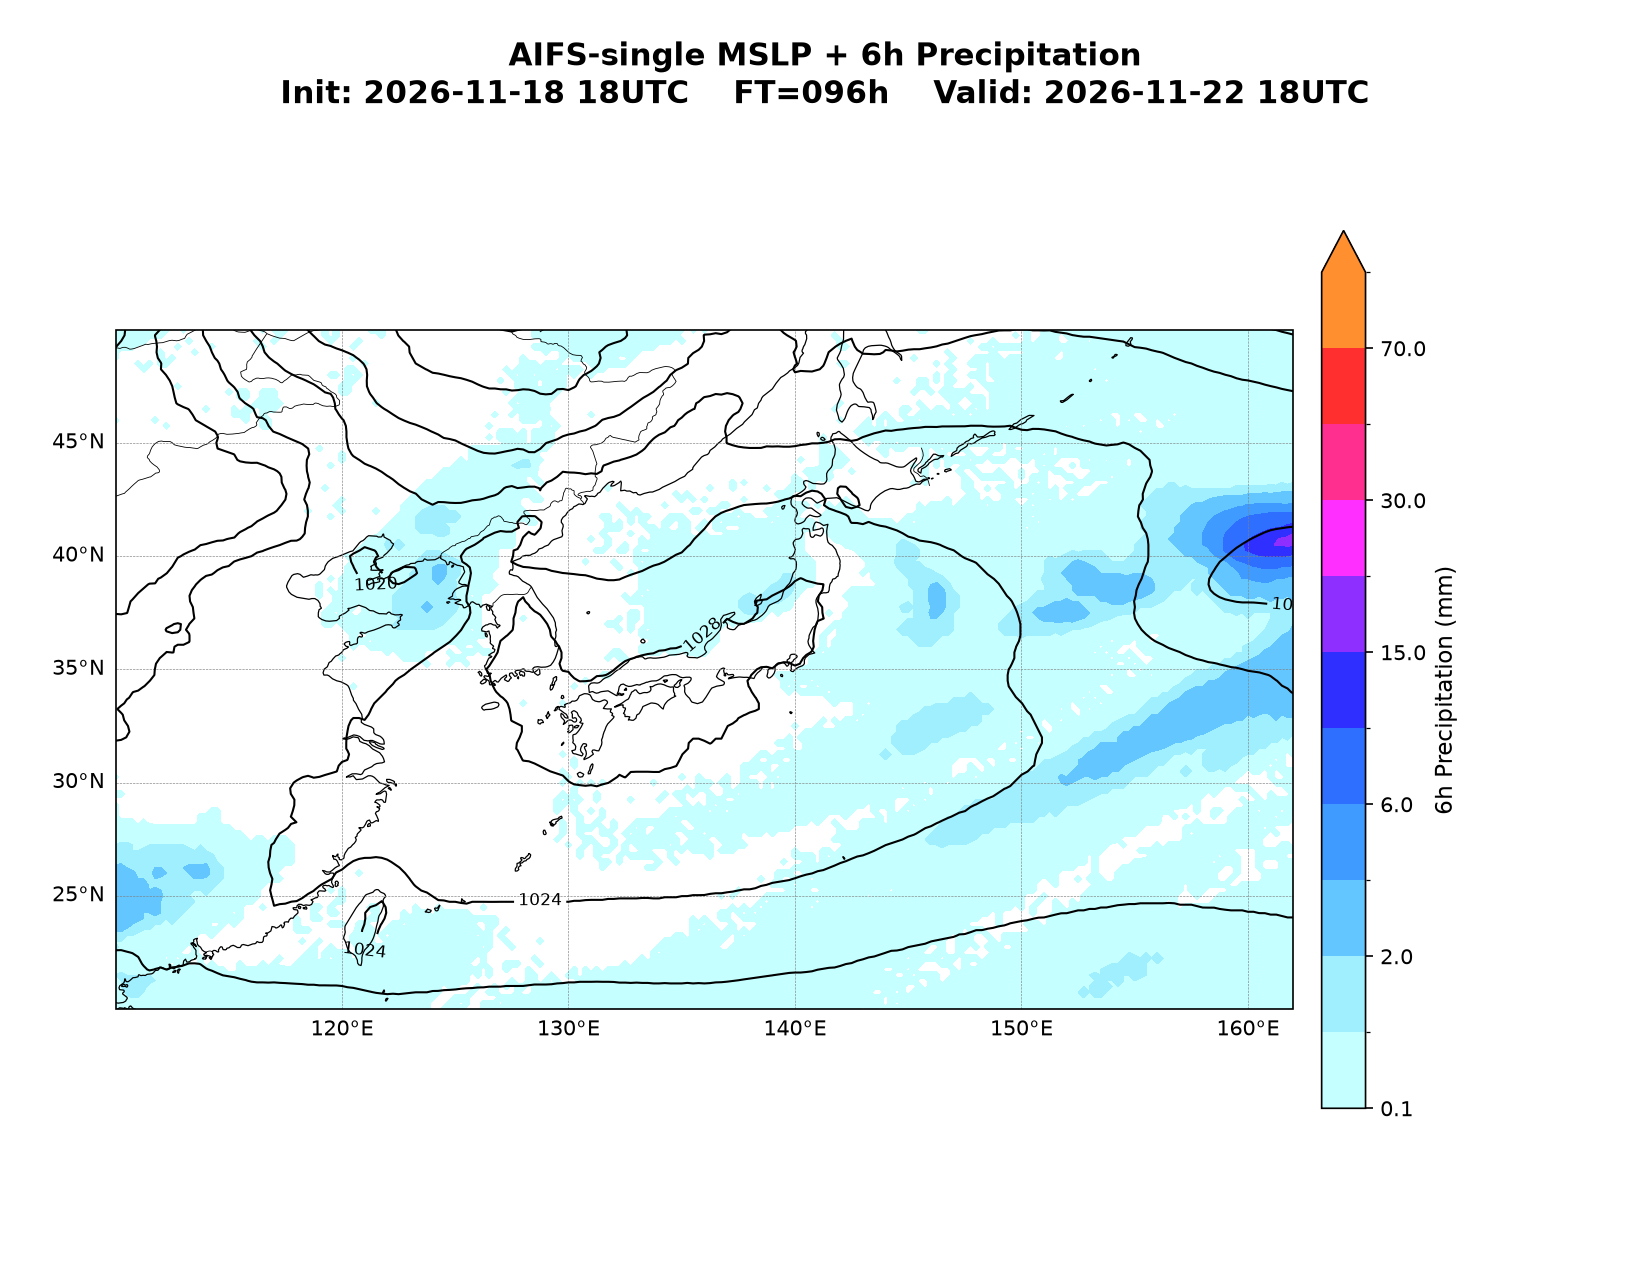 AIFS-single MSLP + 6h Precipitation
Init: 2026-11-18 18UTC    FT=096h    Valid: 2026-11-22 18UTC
70.0
30.0
15.0
6.0
2.0
0.1
6h Precipitation (mm)
45°N
40°N
35°N
30°N
25°N
120°E
130°E
140°E
150°E
160°E
1020
1028
10
1024
1024